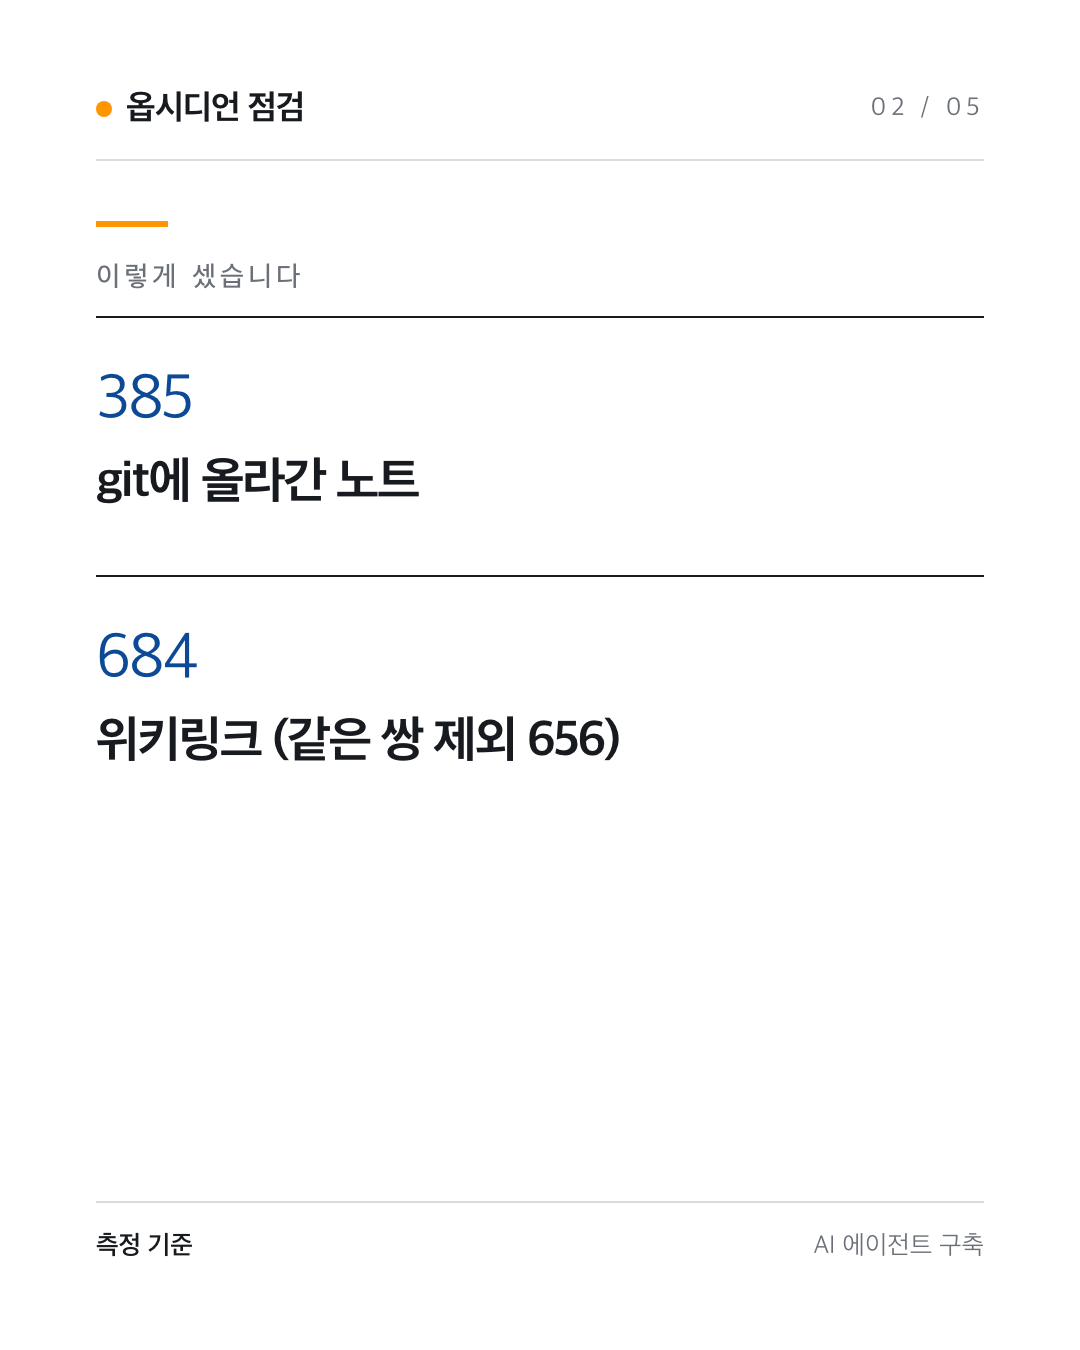 옵시디언 점검
02 / 05
이렇게 셌습니다
385
git에 올라간 노트
684
위키링크 (같은 쌍 제외 656)
측정 기준
AI 에이전트 구축